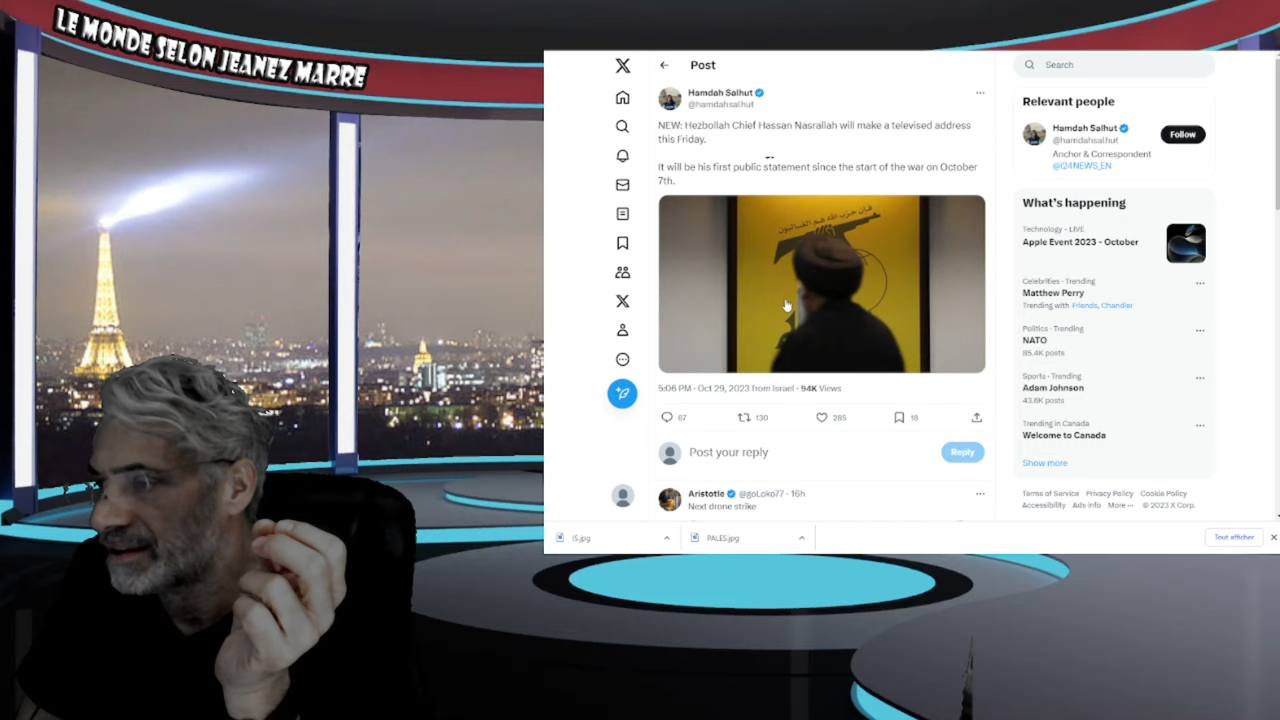 LE MONDE SELON JEANEZ MARRE
Post
Hamdah Salhut
@hamdahsalhut
NEW: Hezbollah Chief Hassan Nasrallah will make a televised address
this Friday.
It will be his first public statement since the start of the war on October
7th.
فإن حزب الله هم الغالبون
5:06 PM · Oct 29, 2023 from Israel · 94K Views
67
130
285
18
Post your reply
Reply
Aristotle @goLoko77 · 16h
Next drone strike
Search
Relevant people
Hamdah Salhut
@hamdahsalhut
Follow
Anchor & Correspondent
@i24NEWS_EN
What's happening
Technology · LIVE
Apple Event 2023 - October
Celebrities · Trending
Matthew Perry
Trending with Friends, Chandler
Politics · Trending
NATO
85.4K posts
Sports · Trending
Adam Johnson
43.6K posts
Trending in Canada
Welcome to Canada
Show more
Terms of Service Privacy Policy Cookie Policy
Accessibility Ads info More ··· © 2023 X Corp.
IS.jpg
PALES.jpg
Tout afficher